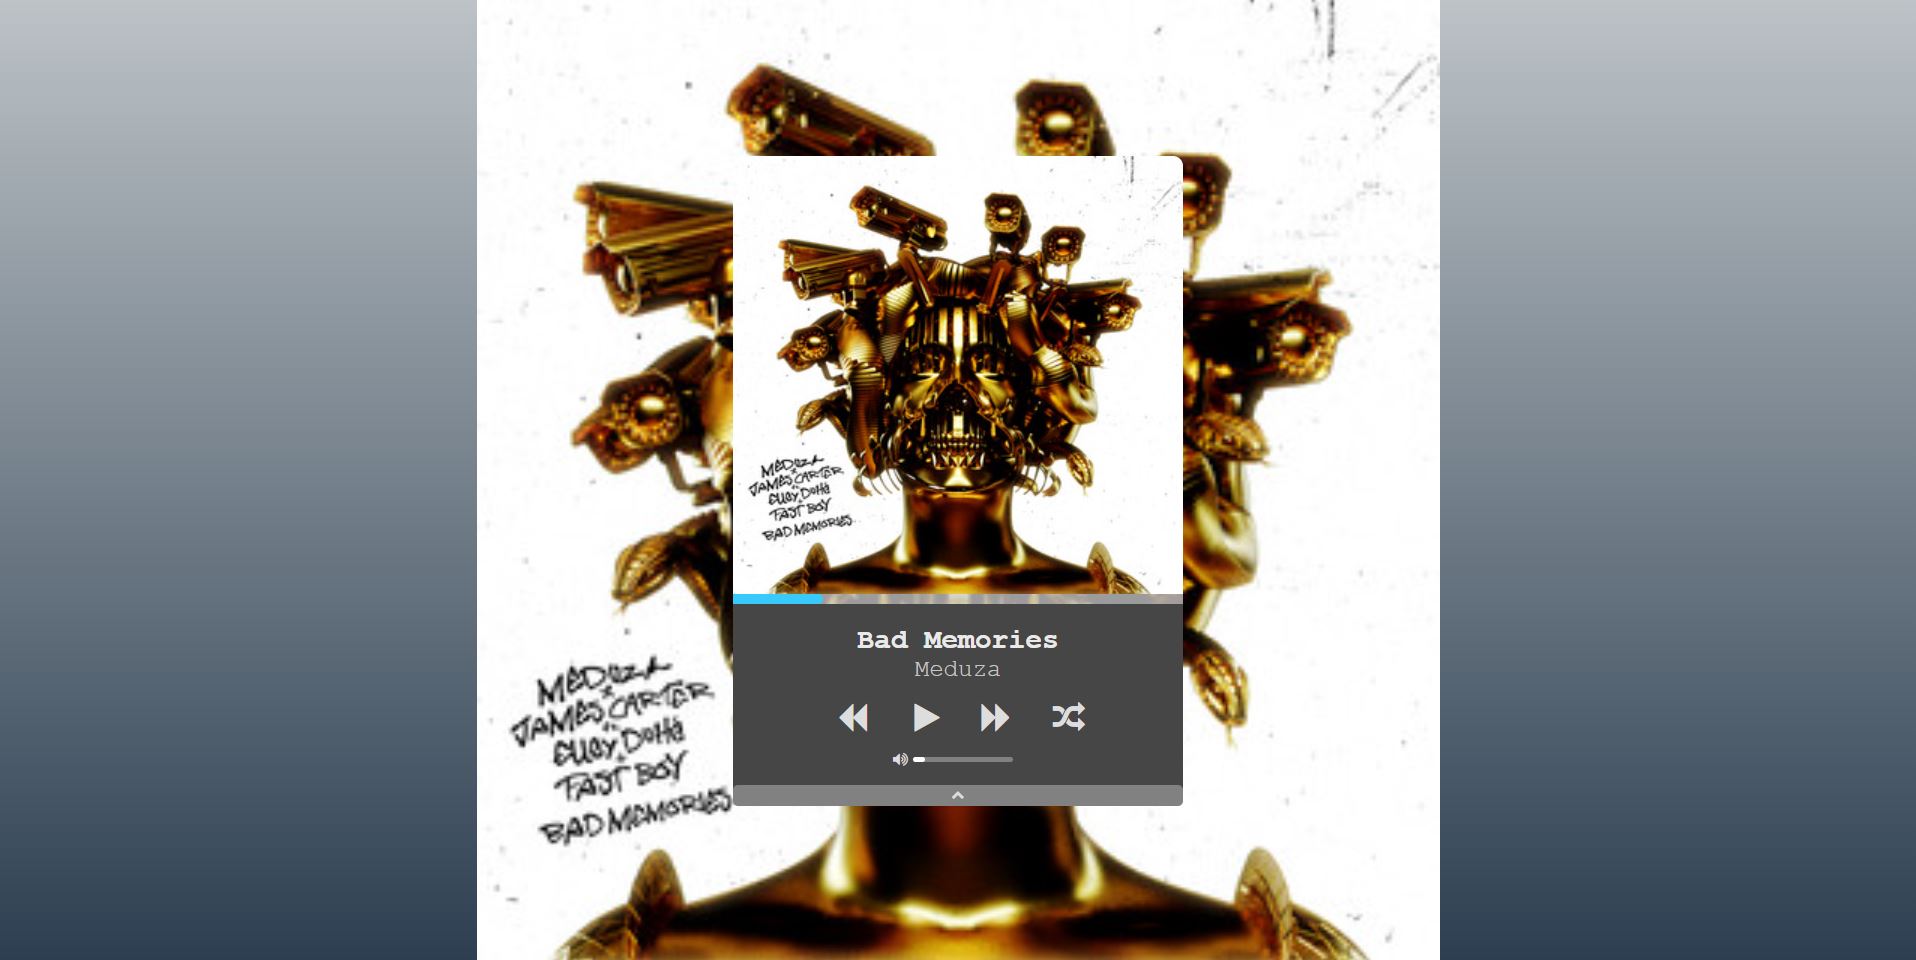 MEDUZA
x
JAMES CARTER
ELLEY DUHÉ
FAST BOY
BAD MEMORIES
MEDUZA
x
JAMES CARTER
ELLEY DUHÉ
FAST BOY
BAD MEMORIES
Bad Memories
Meduza